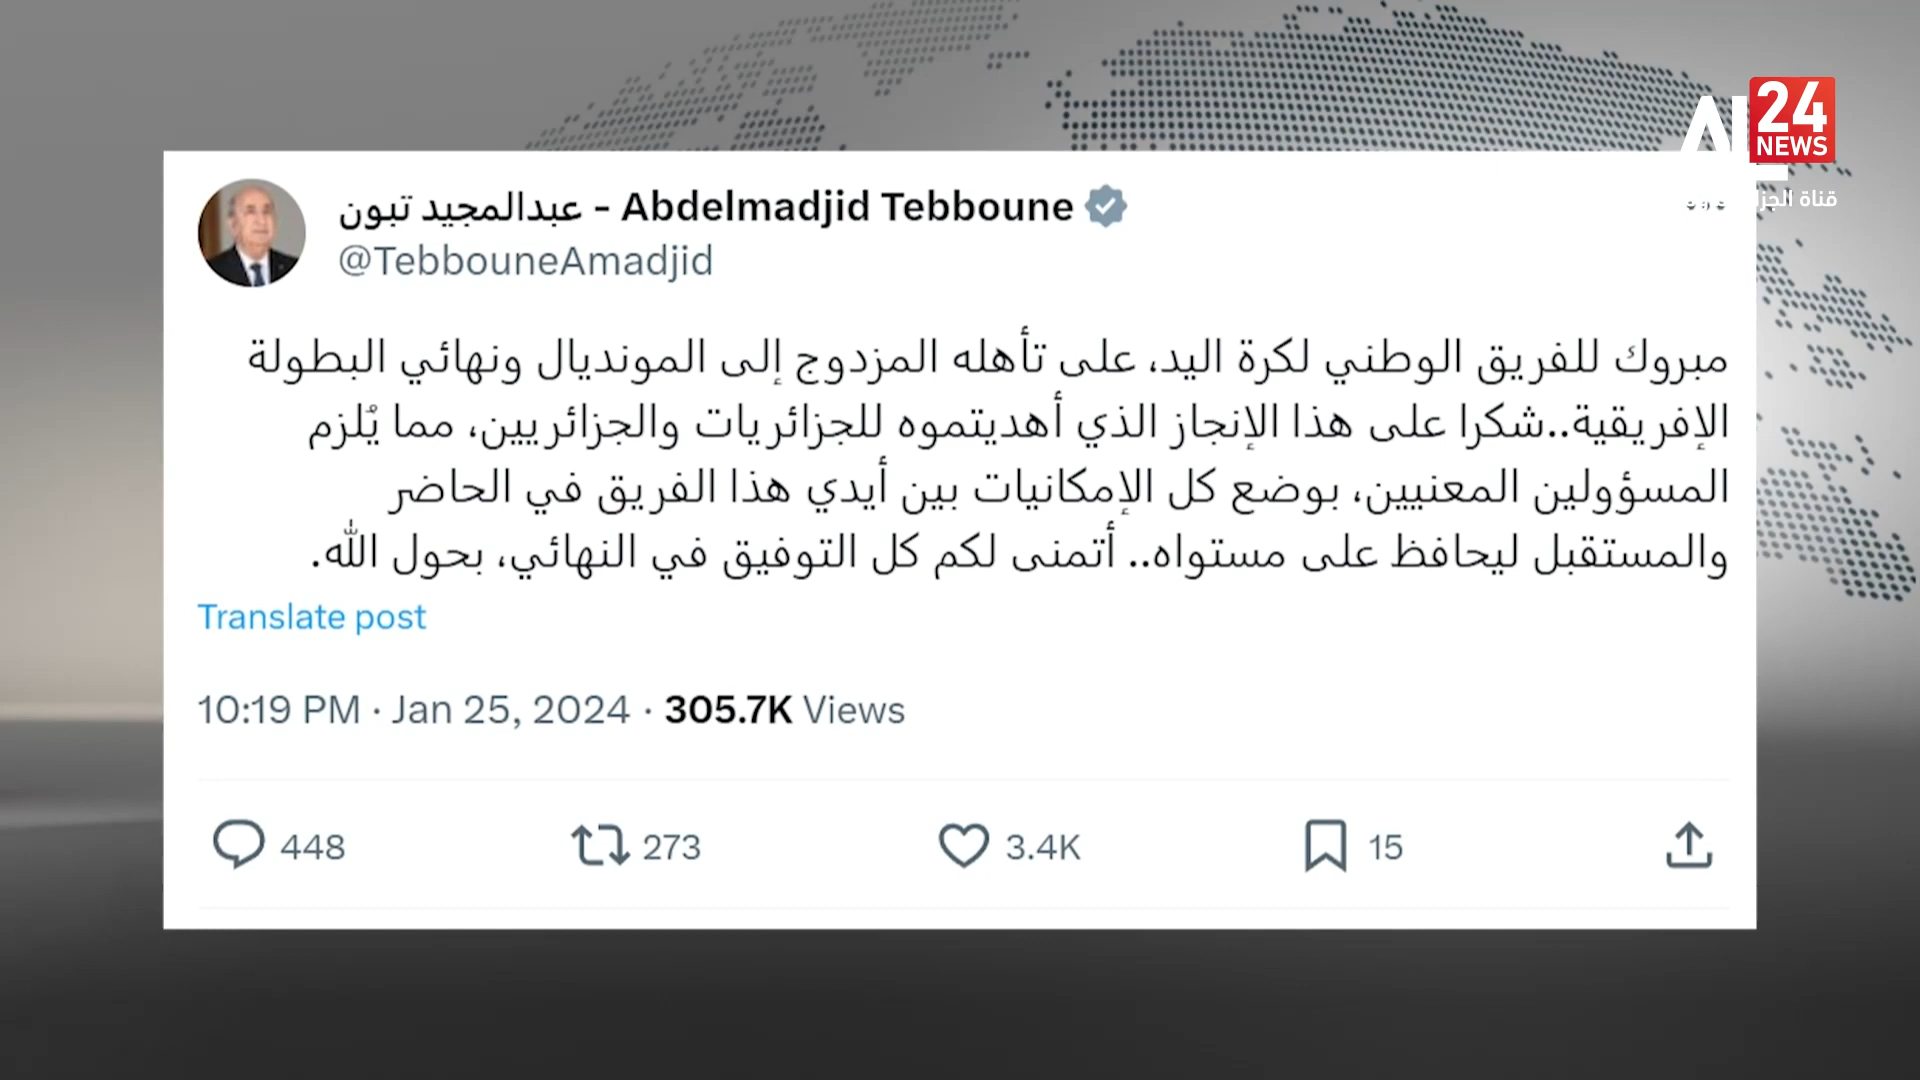 AL
24
NEWS
قناة الجزائر
عبدالمجيد تبون - Abdelmadjid Tebboune
@TebbouneAmadjid
مبروك للفريق الوطني لكرة اليد، على تأهله المزدوج إلى المونديال ونهائي البطولة
الإفريقية..شكرا على هذا الإنجاز الذي أهديتموه للجزائريات والجزائريين، مما يُلزم
المسؤولين المعنيين، بوضع كل الإمكانيات بين أيدي هذا الفريق في الحاضر
والمستقبل ليحافظ على مستواه.. أتمنى لكم كل التوفيق في النهائي، بحول الله.
Translate post
10:19 PM · Jan 25, 2024 · 305.7K Views
448 273 3.4K 15